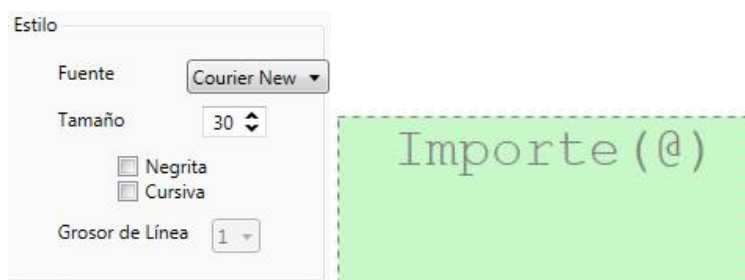 Estilo
Fuente Courier New
Tamaño 30
Negrita
Cursiva
Grosor de Línea 1
Importe(@)